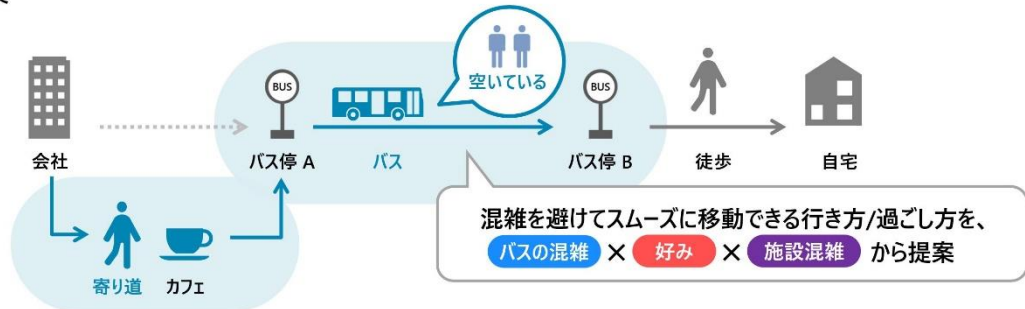 空いている
BUS
BUS
会社
バス停 A
バス
バス停 B
徒歩
自宅
寄り道
カフェ
混雑を避けてスムーズに移動できる行き方/過ごし方を、
バスの混雑 × 好み × 施設混雑 から提案